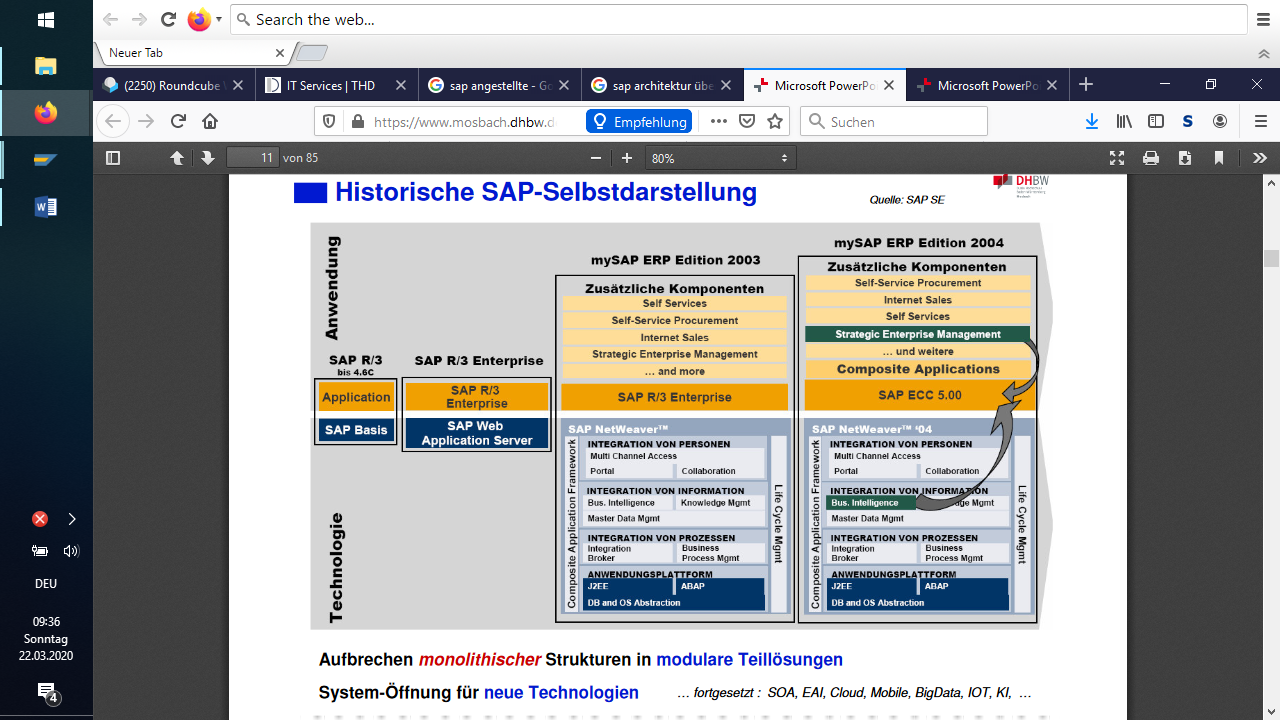 Search the web...
Neuer Tab
(2250) Roundcube
IT Services | THD
sap angestellte - Go
sap architektur übe
Microsoft PowerPo
Microsoft PowerPo
https://www.mosbach.dhbw.d
Empfehlung
Suchen
11 von 85
80%
Historische SAP-Selbstdarstellung
Quelle: SAP SE
DHBW
Anwendung
mySAP ERP Edition 2003
Zusätzliche Komponenten
Self Services
Self-Service Procurement
Internet Sales
Strategic Enterprise Management
... and more
mySAP ERP Edition 2004
Zusätzliche Komponenten
Self-Service Procurement
Internet Sales
Self Services
Strategic Enterprise Management
... und weitere
Composite Applications
SAP R/3
bis 4.6C
Application
SAP Basis
SAP R/3 Enterprise
SAP R/3
Enterprise
SAP Web
Application Server
SAP R/3 Enterprise
SAP ECC 5.00
Technologie
SAP NetWeaver™
Composite Application Framework
INTEGRATION VON PERSONEN
Multi Channel Access
Portal
Collaboration
INTEGRATION VON INFORMATION
Bus. Intelligence
Knowledge Mgmt
Master Data Mgmt
INTEGRATION VON PROZESSEN
Integration
Broker
Business
Process Mgmt
ANWENDUNGSPLATTFORM
J2EE
ABAP
DB and OS Abstraction
Life Cycle Mgmt
SAP NetWeaver™ ‘04
Composite Application Framework
INTEGRATION VON PERSONEN
Multi Channel Access
Portal
Collaboration
INTEGRATION VON INFORMATION
Bus. Intelligence
ge Mgmt
Master Data Mgmt
INTEGRATION VON PROZESSEN
Integration
Broker
Business
Process Mgmt
ANWENDUNGSPLATTFORM
J2EE
ABAP
DB and OS Abstraction
Life Cycle Mgmt
Aufbrechen monolithischer Strukturen in modulare Teillösungen
System-Öffnung für neue Technologien
... fortgesetzt : SOA, EAI, Cloud, Mobile, BigData, IOT, KI, ...
DEU
09:36
Sonntag
22.03.2020
4